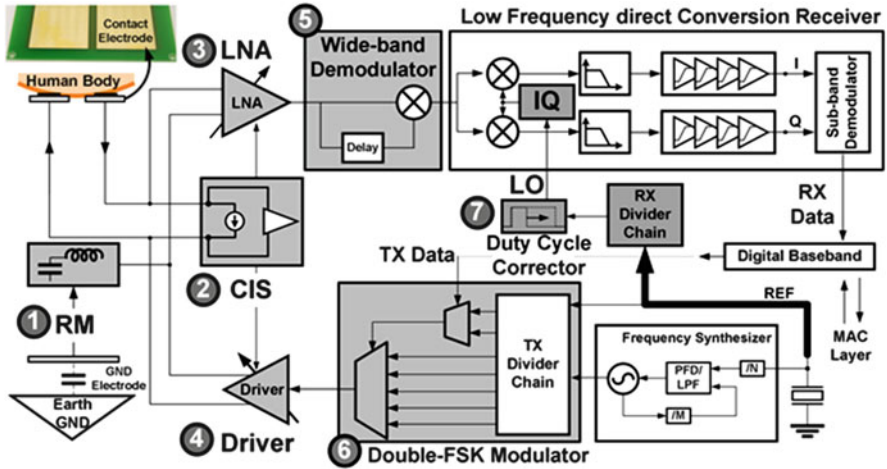 Contact
Electrode
Human Body
3 LNA
LNA
5
Wide-band
Demodulator
Delay
Low Frequency direct Conversion Receiver
IQ
I
Q
Sub-band
Demodulator
LO
7
Duty Cycle
Corrector
RX
Divider
Chain
RX
Data
Digital Baseband
MAC
Layer
REF
TX Data
2 CIS
1 RM
GND
Electrode
Earth
GND
Driver
4 Driver
TX
Divider
Chain
6 Double-FSK Modulator
Frequency Synthesizer
PFD/
LPF
/N
/M